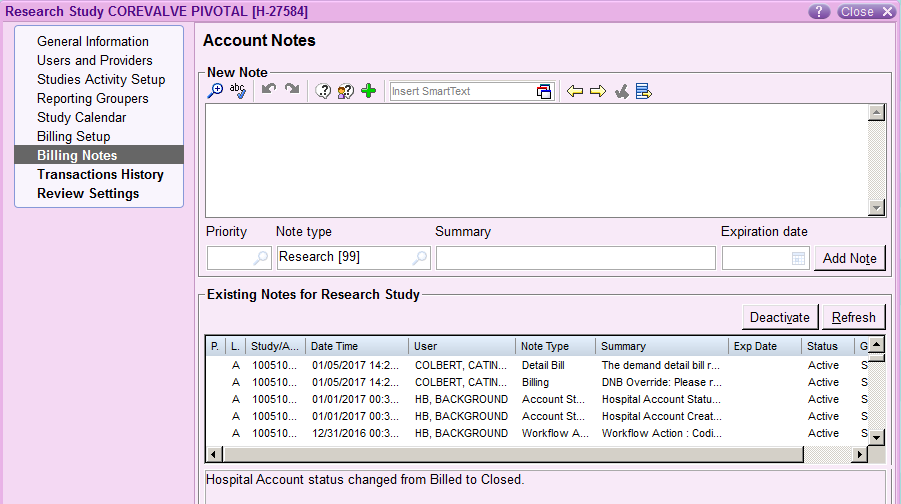 Research Study COREVALVE PIVOTAL [H-27584]
? Close X
General Information
Users and Providers
Studies Activity Setup
Reporting Groupers
Study Calendar
Billing Setup
Billing Notes
Transactions History
Review Settings
Account Notes
New Note
abc Insert SmartText
Priority Note type Summary Expiration date
Research [99] Add Note
Existing Notes for Research Study
Deactivate Refresh
P. L. Study/A... Date Time User Note Type Summary Exp Date Status G
A 100510... 01/05/2017 14:2... COLBERT, CATIN... Detail Bill The demand detail bill r... Active S
A 100510... 01/05/2017 14:2... COLBERT, CATIN... Billing DNB Override: Please r... Active S
A 100510... 01/01/2017 00:3... HB, BACKGROUND Account St... Hospital Account Statu... Active S
A 100510... 01/01/2017 00:3... HB, BACKGROUND Account St... Hospital Account Creat... Active S
A 100510... 12/31/2016 00:3... HB, BACKGROUND Workflow A... Workflow Action : Codi... Active S
Hospital Account status changed from Billed to Closed.